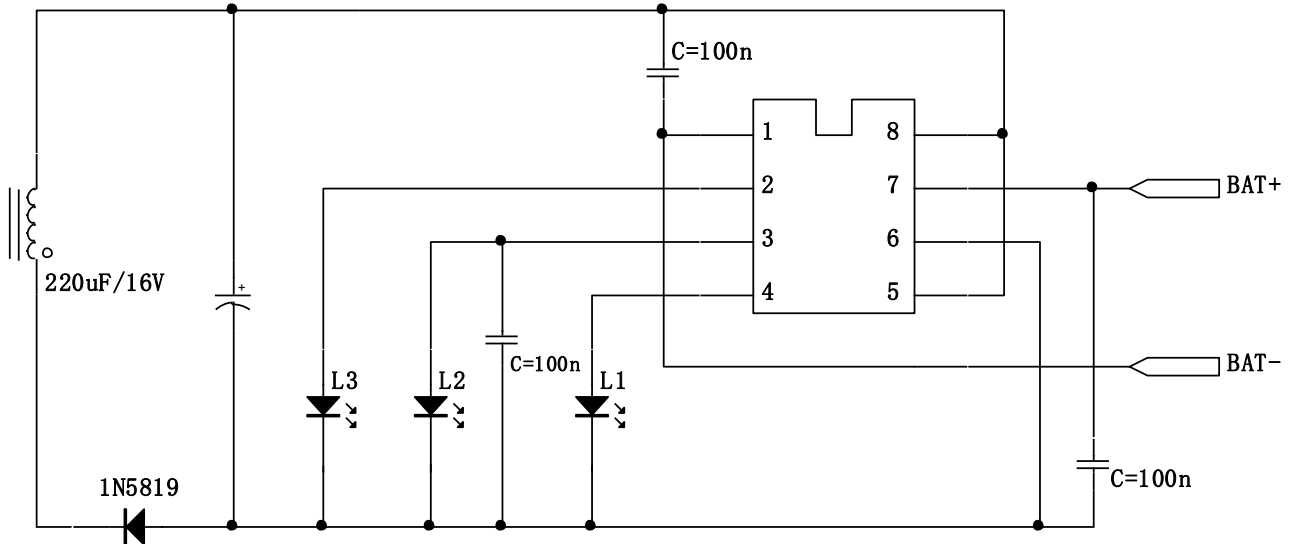 C=100n
1 8
2 7
BAT+
3 6
220uF/16V
+
4 5
C=100n
BAT-
L3
L2
L1
C=100n
1N5819